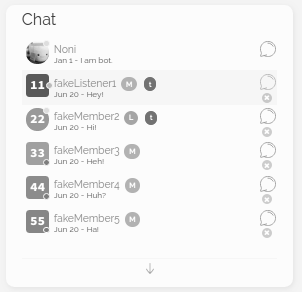 Chat
Noni
Jan 1 - I am bot.
11 fakeListener1 M t
Jun 20 - Hey!
22 fakeMember2 L t
Jun 20 - Hi!
33 fakeMember3 M
Jun 20 - Heh!
44 fakeMember4 M
Jun 20 - Huh?
55 fakeMember5 M
Jun 20 - Ha!